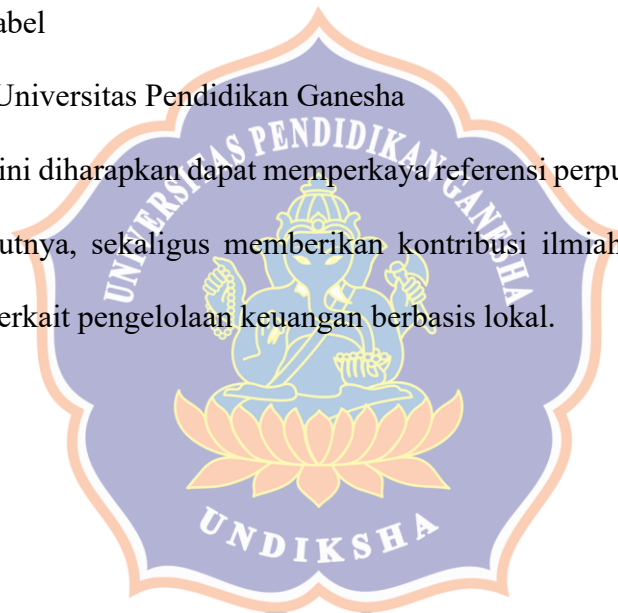 abel
Universitas Pendidikan Ganesha
ini diharapkan dapat memperkaya referensi perpu
utnya, sekaligus memberikan kontribusi ilmiah
erkait pengelolaan keuangan berbasis lokal.
UNIVERSITAS PENDIDIKAN GANESHA
UNDIKSHA